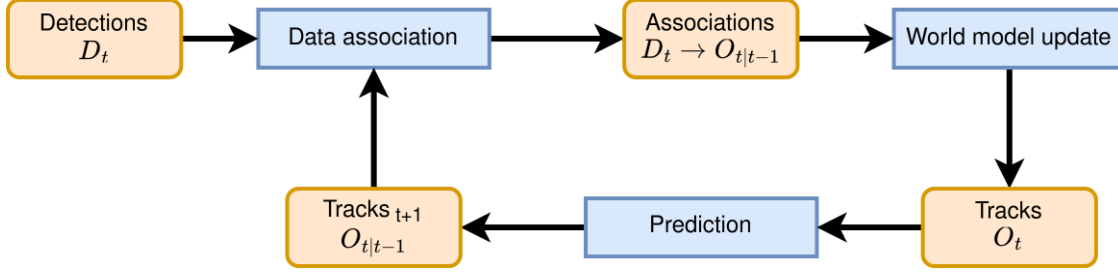 Detections
D_t
Data association
Associations
D_t → O_{t|t−1}
World model update
Tracks t+1
O_{t|t−1}
Prediction
Tracks
O_t